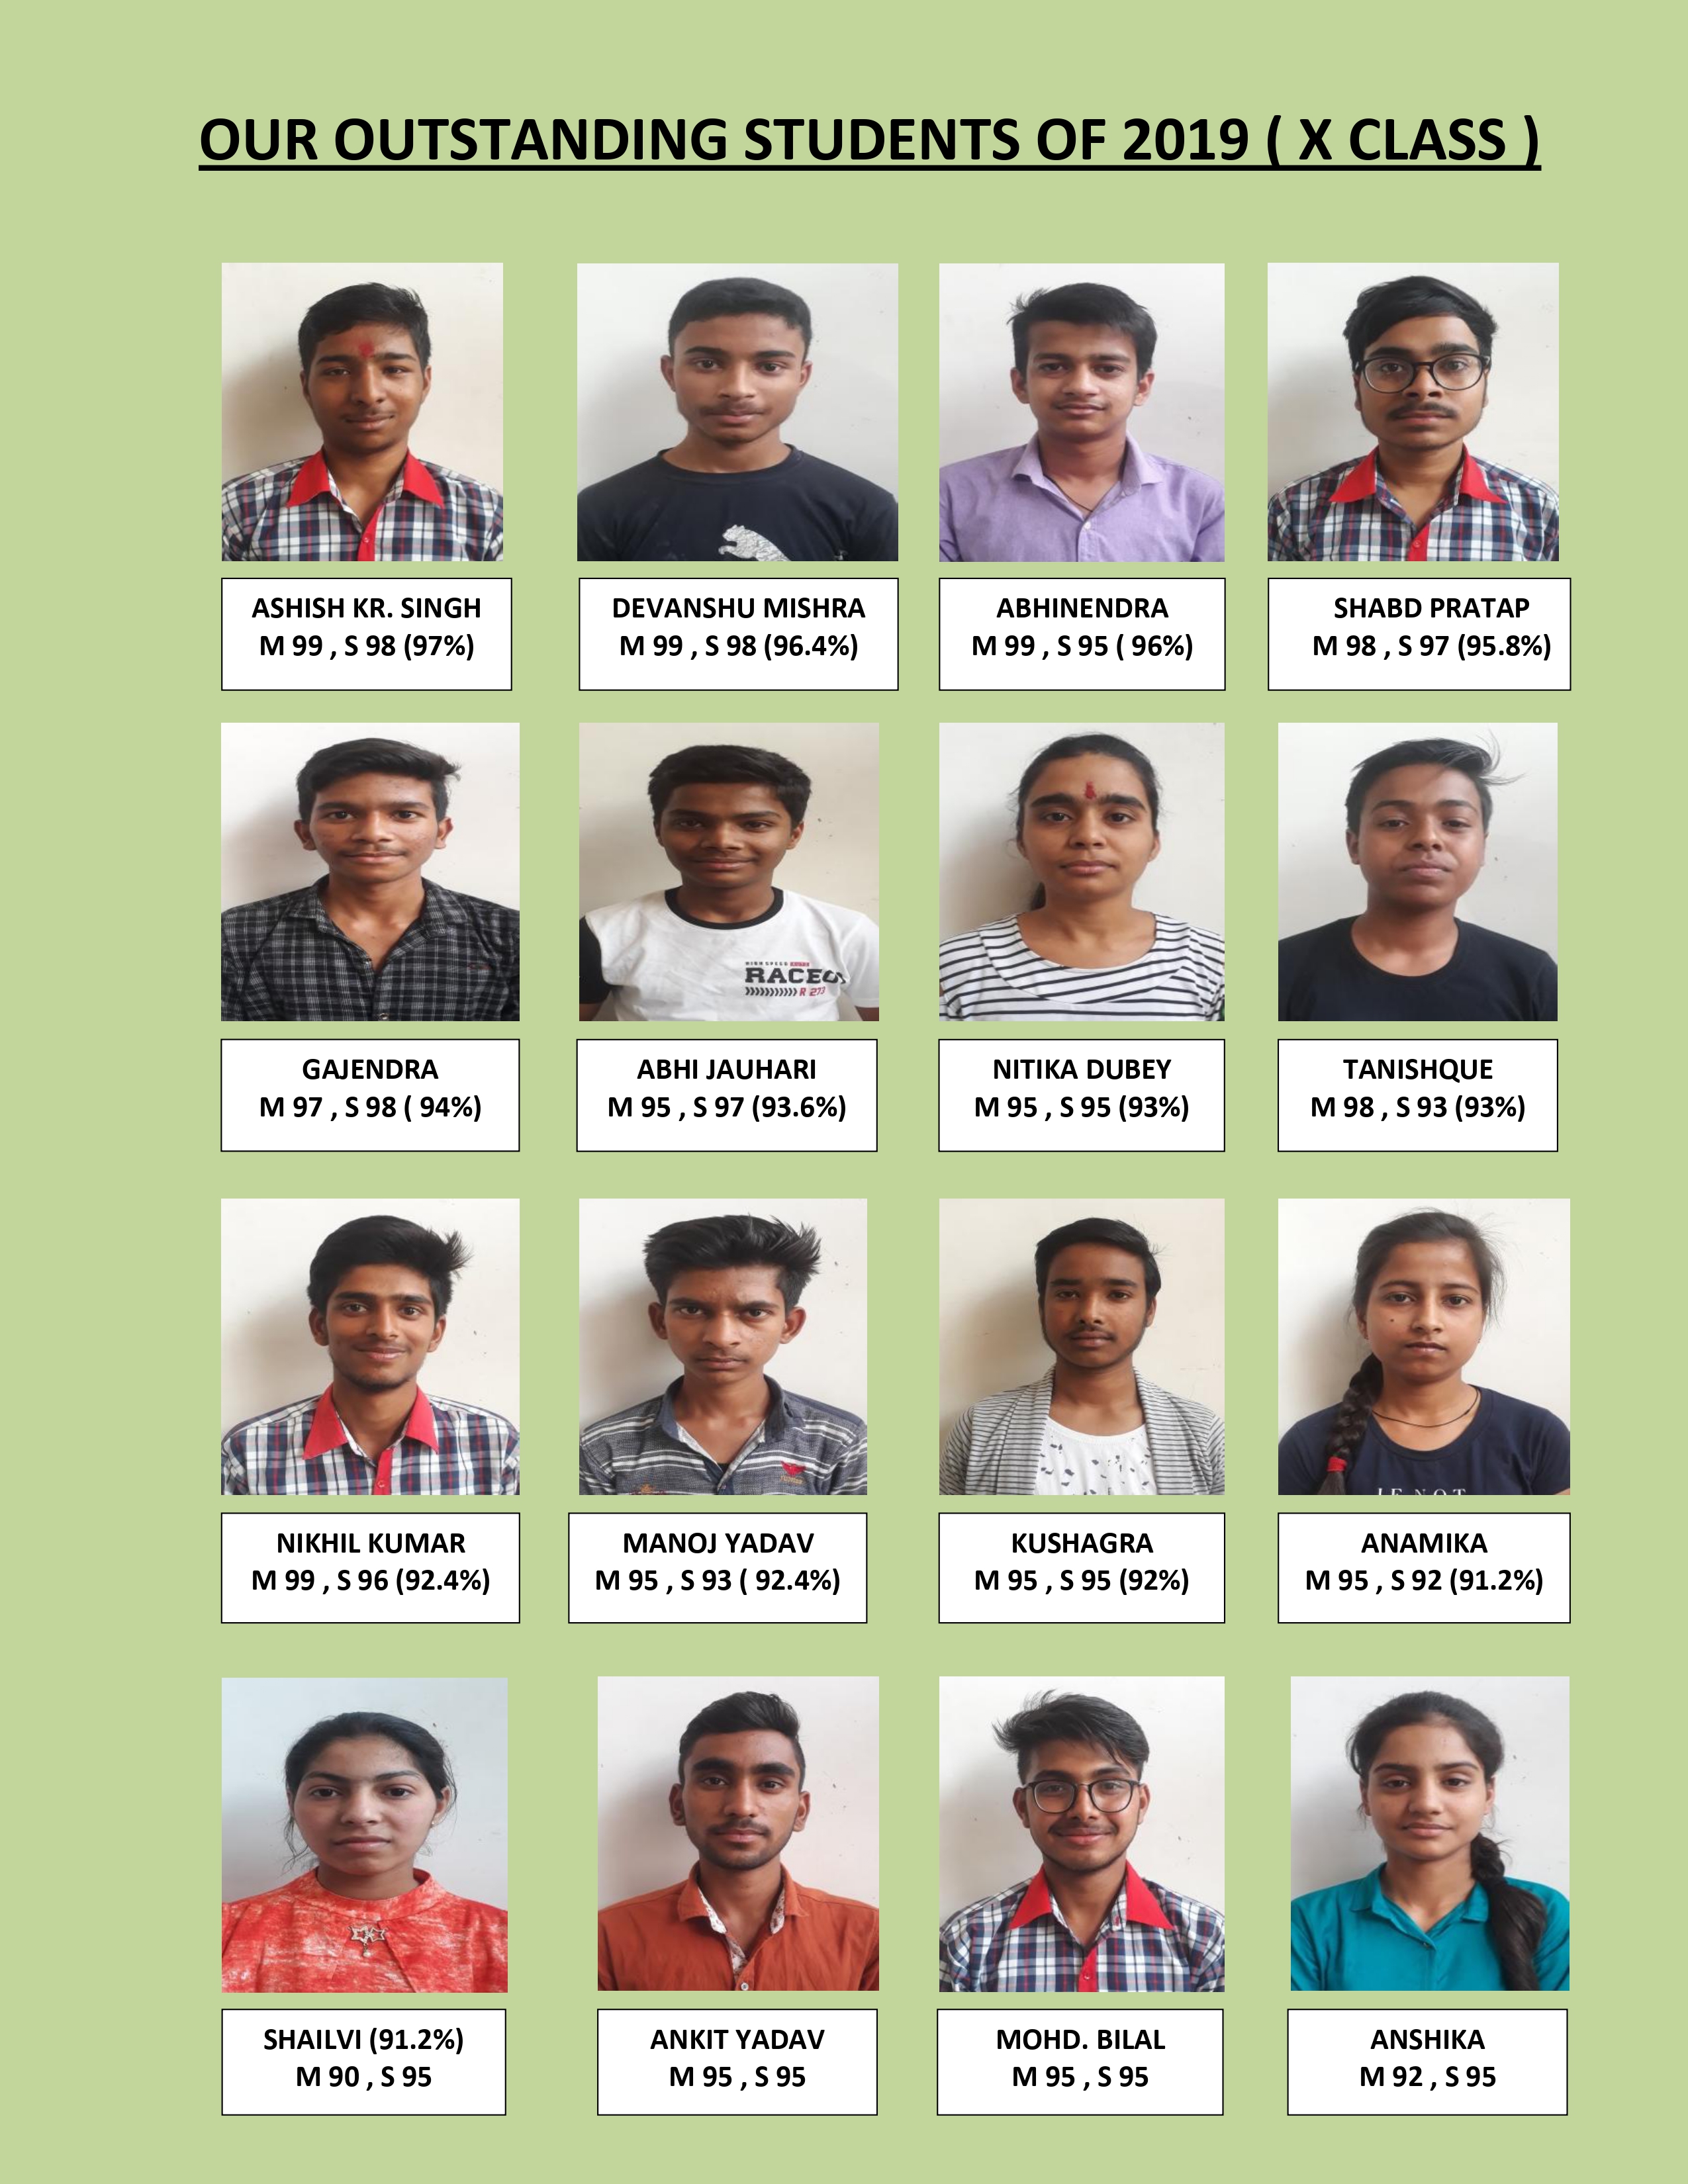 OUR OUTSTANDING STUDENTS OF 2019 ( X CLASS )
ASHISH KR. SINGH
M 99 , S 98 (97%)
DEVANSHU MISHRA
M 99 , S 98 (96.4%)
ABHINENDRA
M 99 , S 95 ( 96%)
SHABD PRATAP
M 98 , S 97 (95.8%)
HIGH SPEED
RACE
R 273
GAJENDRA
M 97 , S 98 ( 94%)
ABHI JAUHARI
M 95 , S 97 (93.6%)
NITIKA DUBEY
M 95 , S 95 (93%)
TANISHQUE
M 98 , S 93 (93%)
IF NOT
NIKHIL KUMAR
M 99 , S 96 (92.4%)
MANOJ YADAV
M 95 , S 93 ( 92.4%)
KUSHAGRA
M 95 , S 95 (92%)
ANAMIKA
M 95 , S 92 (91.2%)
SHAILVI (91.2%)
M 90 , S 95
ANKIT YADAV
M 95 , S 95
MOHD. BILAL
M 95 , S 95
ANSHIKA
M 92 , S 95